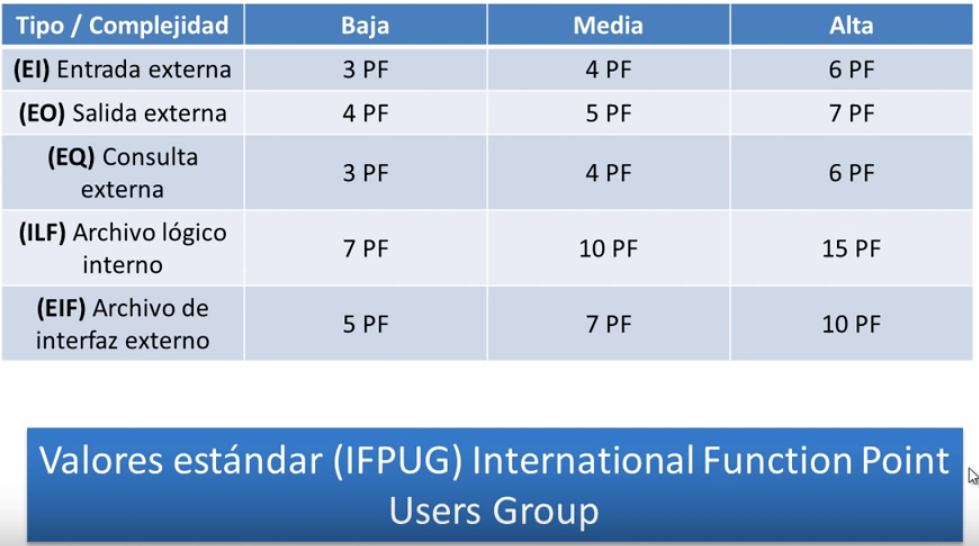 Tipo / Complejidad Baja Media Alta
(EI) Entrada externa 3 PF 4 PF 6 PF
(EO) Salida externa 4 PF 5 PF 7 PF
(EQ) Consulta
externa 3 PF 4 PF 6 PF
(ILF) Archivo lógico
interno 7 PF 10 PF 15 PF
(EIF) Archivo de
interfaz externo 5 PF 7 PF 10 PF
Valores estándar (IFPUG) International Function Point
Users Group